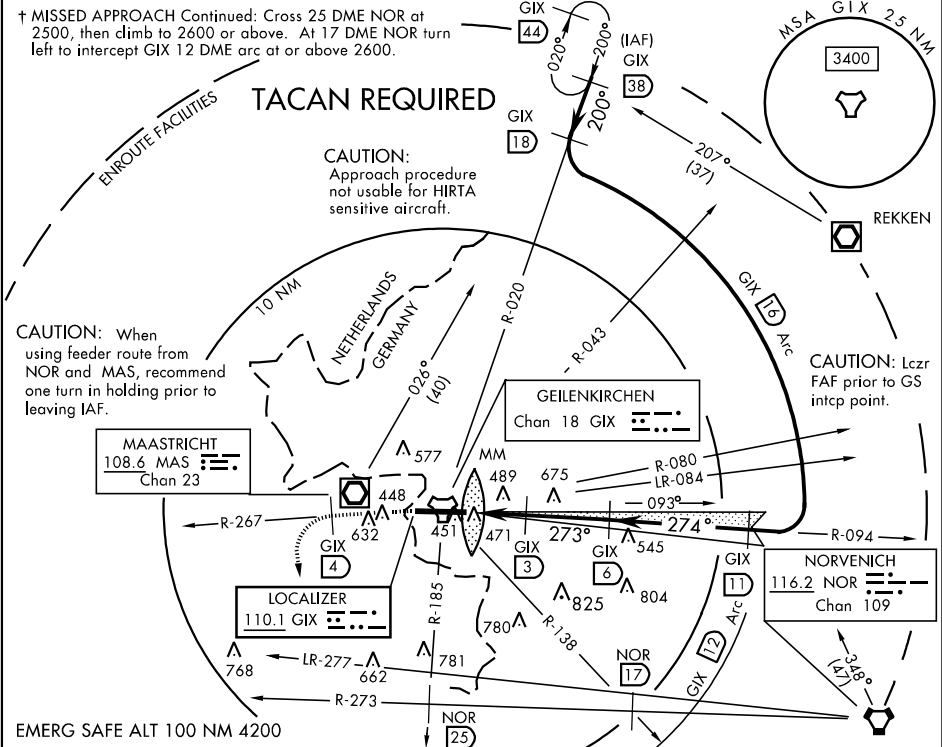 † MISSED APPROACH Continued: Cross 25 DME NOR at
2500, then climb to 2600 or above. At 17 DME NOR turn
left to intercept GIX 12 DME arc at or above 2600.
GIX
44
020°
200°
(IAF)
GIX
38
200°
GIX
18
MSA GIX 25 NM
3400
TACAN REQUIRED
ENROUTE FACILITIES
CAUTION:
Approach procedure
not usable for HIRTA
sensitive aircraft.
207°
(37)
REKKEN
10 NM
NETHERLANDS
GERMANY
R-020
R-043
GIX 16 Arc
026°
(40)
CAUTION: When
using feeder route from
NOR and MAS, recommend
one turn in holding prior to
leaving IAF.
CAUTION: Lczr
FAF prior to GS
intcp point.
GEILENKIRCHEN
Chan 18 GIX
MAASTRICHT
108.6 MAS
Chan 23
577
MM
489
675
R-080
LR-084
093°
448
632
451
471
273°
274°
545
R-267
R-094
GIX
4
GIX
3
GIX
6
GIX
11
NORVENICH
116.2 NOR
Chan 109
LOCALIZER
110.1 GIX
R-185
825
804
780
R-138
GIX 12 Arc
768
LR-277
662
781
NOR
17
348°
(47)
R-273
NOR
25
EMERG SAFE ALT 100 NM 4200